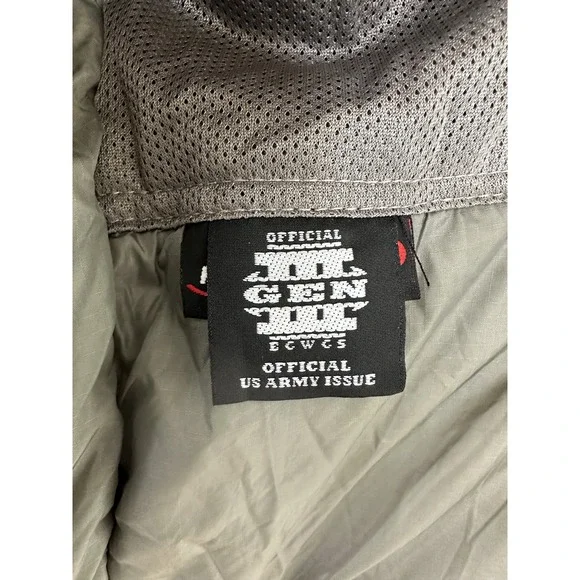 OFFICIAL
III
GEN
III
ECWCS
OFFICIAL
US ARMY ISSUE